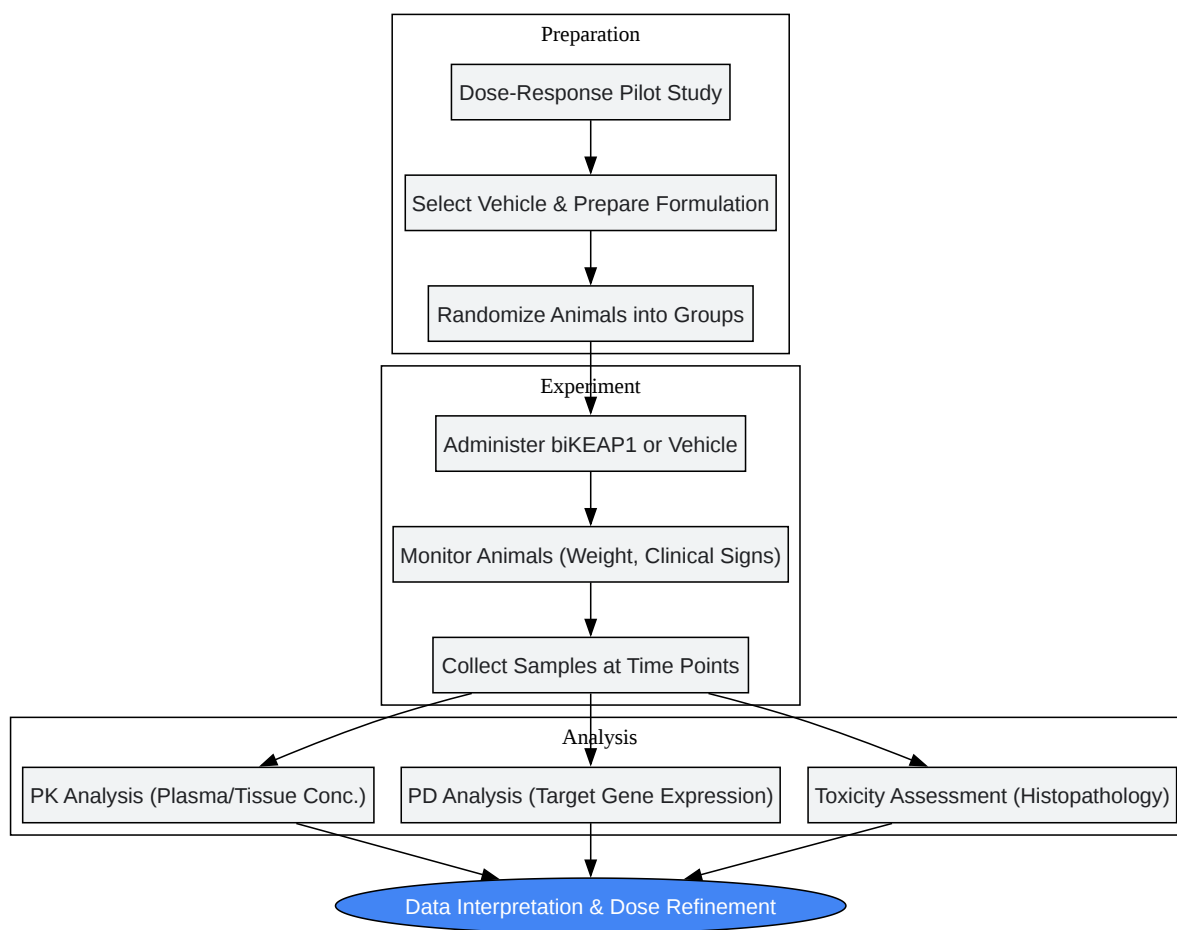 Preparation
Dose-Response Pilot Study
Select Vehicle & Prepare Formulation
Randomize Animals into Groups
Experiment
Administer biKEAP1 or Vehicle
Monitor Animals (Weight, Clinical Signs)
Collect Samples at Time Points
Analysis
PK Analysis (Plasma/Tissue Conc.)
PD Analysis (Target Gene Expression)
Toxicity Assessment (Histopathology)
Data Interpretation & Dose Refinement